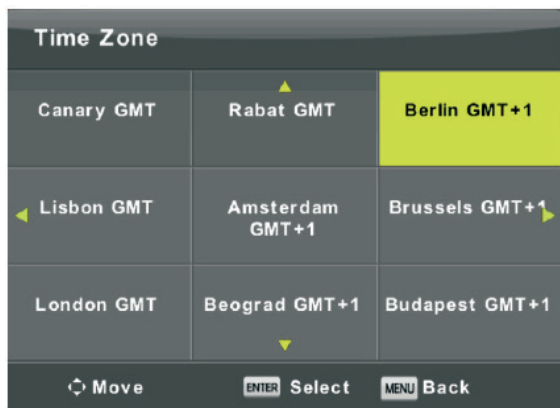 Time Zone
Canary GMT
Rabat GMT
Berlin GMT+1
Lisbon GMT
Amsterdam
GMT+1
Brussels GMT+1
London GMT
Beograd GMT+1
Budapest GMT+1
Move
ENTER Select
MENU Back